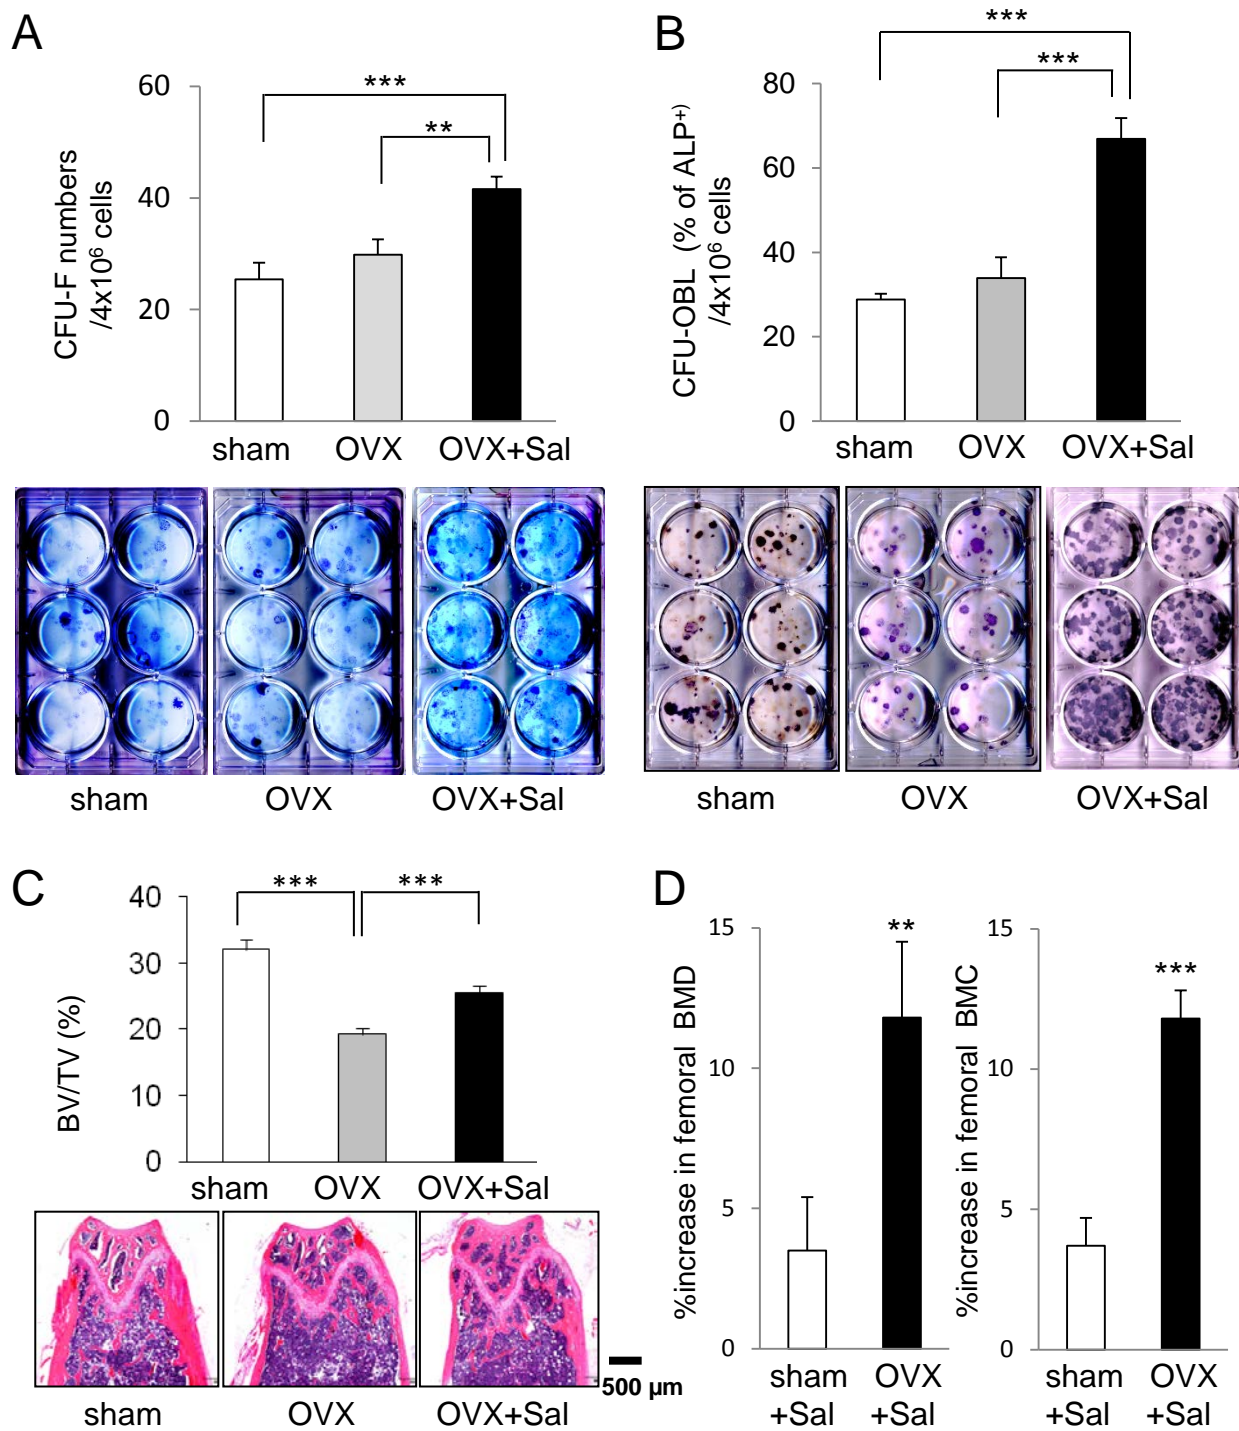 A
CFU-F numbers
/4x10⁶ cells
60
40
20
0
***
**
sham OVX OVX+Sal
sham OVX OVX+Sal
B
CFU-OBL (% of ALP⁺)
/4x10⁶ cells
80
60
40
20
0
***
***
sham OVX OVX+Sal
sham OVX OVX+Sal
C
BV/TV (%)
40
30
20
10
0
*** ***
sham OVX OVX+Sal
500 µm
sham OVX OVX+Sal
D
%increase in femoral BMD
15
10
5
0
**
sham OVX
+Sal +Sal
%increase in femoral BMC
15
10
5
0
***
sham OVX
+Sal +Sal